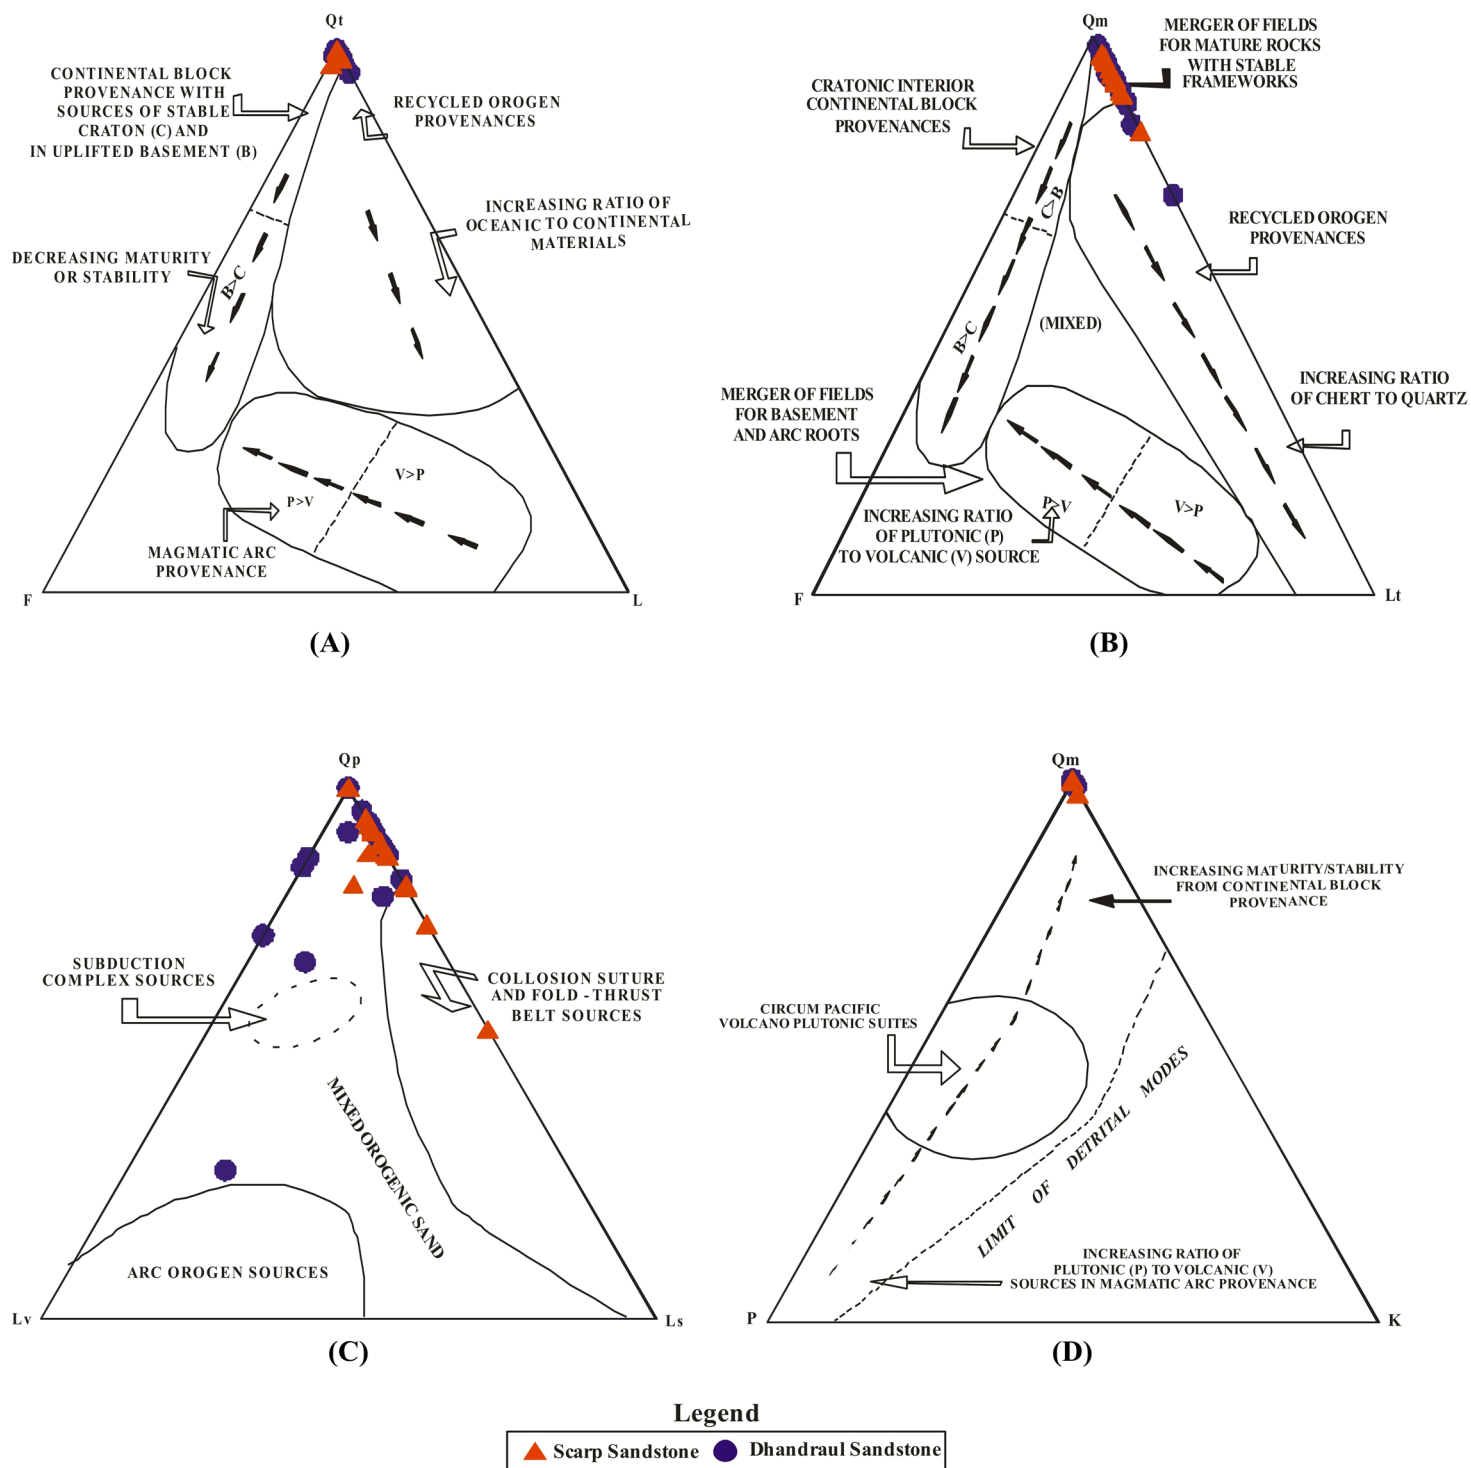 Qt
CONTINENTAL BLOCK
PROVENANCE WITH
SOURCES OF STABLE
CRATON (C) AND
IN UPLIFTED BASEMENT (B)
RECYCLED OROGEN
PROVENANCES
INCREASING RATIO OF
OCEANIC TO CONTINENTAL
MATERIALS
DECREASING MATURITY
OR STABILITY
B>C
V>P
P>V
MAGMATIC ARC
PROVENANCE
F
L
(A)
Qm
MERGER OF FIELDS
FOR MATURE ROCKS
WITH STABLE
FRAMEWORKS
CRATONIC INTERIOR
CONTINENTAL BLOCK
PROVENANCES
C>B
RECYCLED OROGEN
PROVENANCES
(MIXED)
B>C
MERGER OF FIELDS
FOR BASEMENT
AND ARC ROOTS
INCREASING RATIO
OF CHERT TO QUARTZ
P>V
V>P
INCREASING RATIO
OF PLUTONIC (P)
TO VOLCANIC (V) SOURCE
F
Lt
(B)
Qp
SUBDUCTION
COMPLEX SOURCES
COLLOSION SUTURE
AND FOLD - THRUST
BELT SOURCES
MIXED OROGENIC SAND
ARC OROGEN SOURCES
Lv
Ls
(C)
Qm
INCREASING MATURITY/STABILITY
FROM CONTINENTAL BLOCK
PROVENANCE
CIRCUM PACIFIC
VOLCANO PLUTONIC SUITES
LIMIT OF DETRITAL MODES
INCREASING RATIO OF
PLUTONIC (P) TO VOLCANIC (V)
SOURCES IN MAGMATIC ARC PROVENANCE
P
K
(D)
Legend
Scarp Sandstone
Dhandraul Sandstone